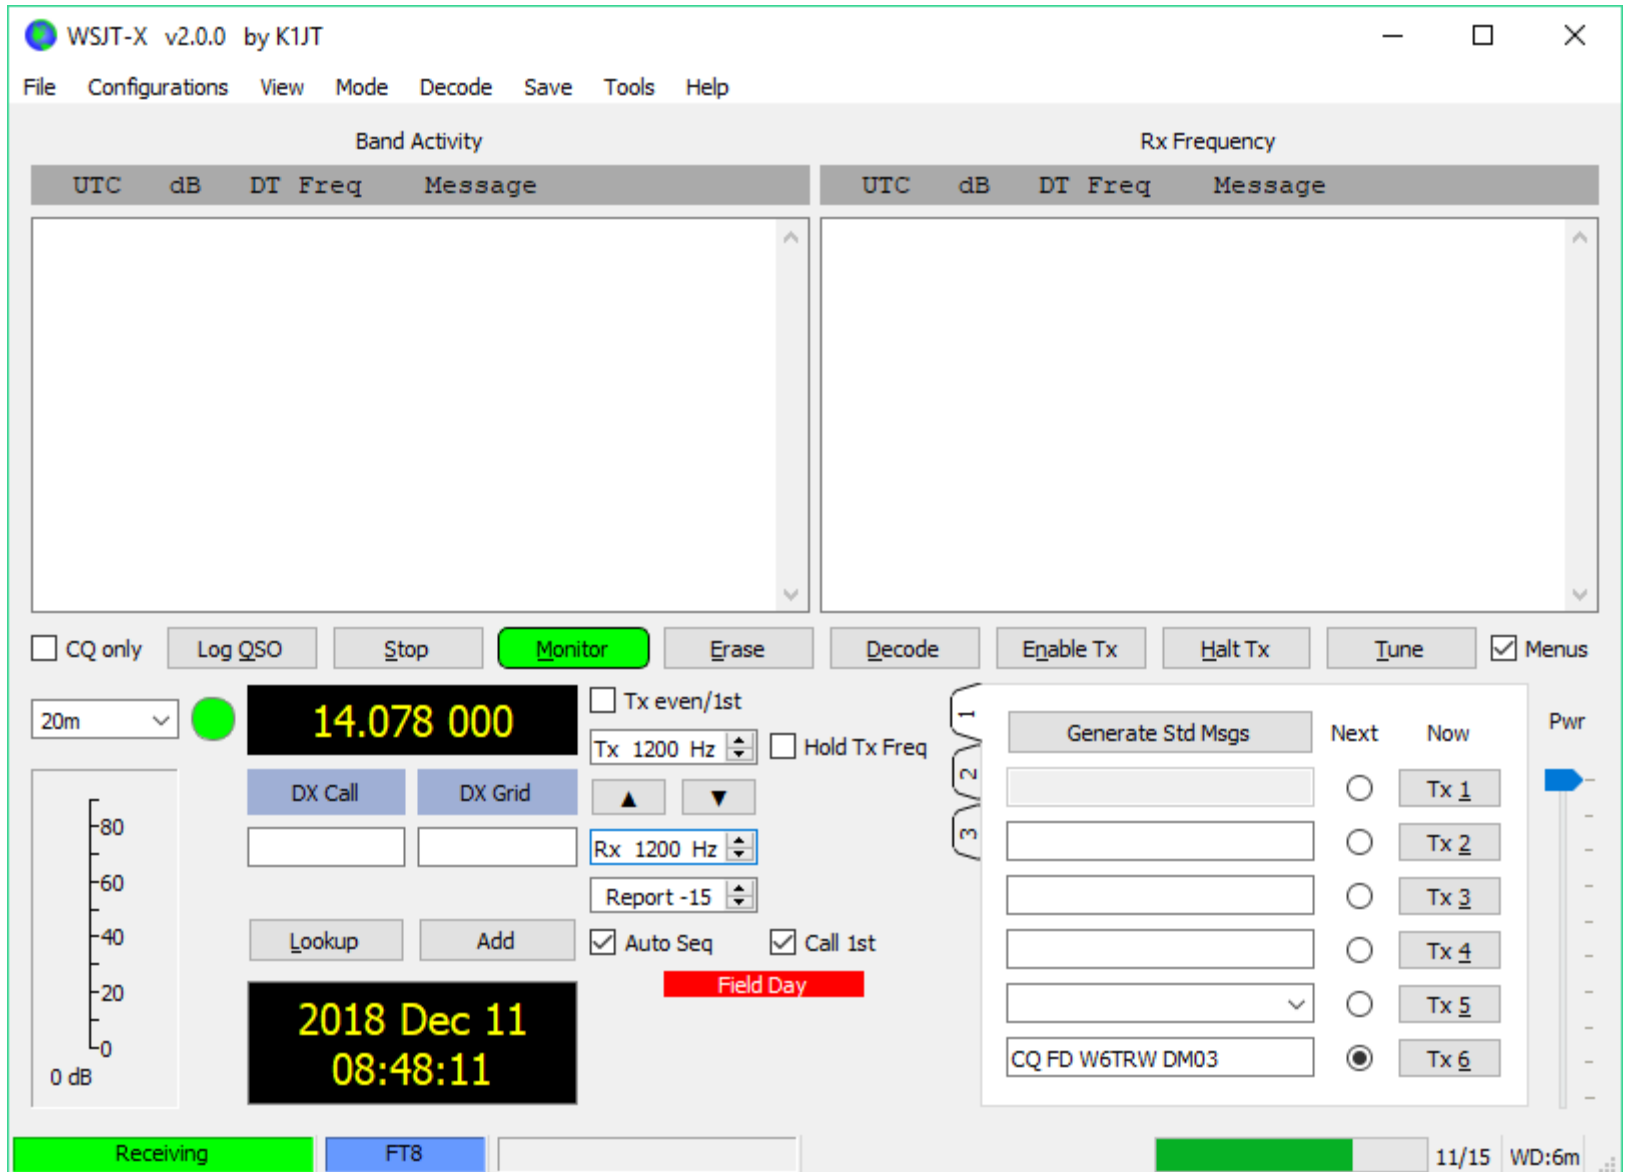 WSJT-X v2.0.0 by K1JT
File Configurations View Mode Decode Save Tools Help
Band Activity Rx Frequency
UTC dB DT Freq Message UTC dB DT Freq Message
CQ only Log QSO Stop Monitor Erase Decode Enable Tx Halt Tx Tune Menus
20m 14.078 000 Tx even/1st 1 Generate Std Msgs Next Now Pwr
Tx 1200 Hz Hold Tx Freq
DX Call DX Grid ▲ ▼ 2 Tx 1
80 Rx 1200 Hz 3 Tx 2
60 Report -15 Tx 3
40 Lookup Add Auto Seq Call 1st Tx 4
20 Field Day Tx 5
2018 Dec 11
0 08:48:11 CQ FD W6TRW DM03 Tx 6
0 dB
Receiving FT8 11/15 WD:6m